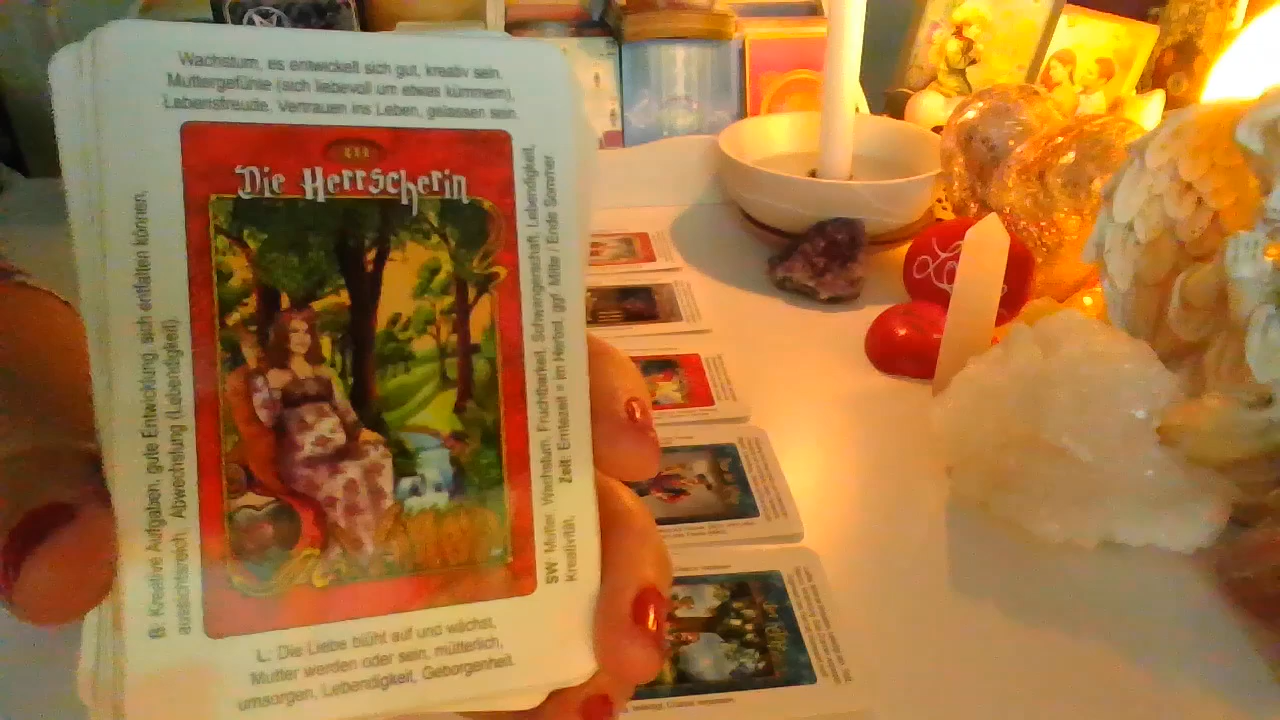 Wachstum, es entwickelt sich gut, kreativ sein.
Muttergefühle (sich liebevoll um etwas kümmern),
Lebensfreude, Vertrauen ins Leben, gelassen sein.
III
Die Herrscherin
B: Kreative Aufgaben, gute Entwicklung, sich entfalten können,
aussichtsreich. Abwechslung (Lebendigkeit)
SW: Mutter, Wachstum, Fruchtbarkeit, Schwangerschaft, Lebendigkeit,
Kreativität. Zeit: Erntezeit = im Herbst, ggf. Mitte / Ende Sommer
L: Die Liebe blüht auf und wächst,
Mutter werden oder sein, mütterlich,
umsorgen, Lebendigkeit, Geborgenheit.